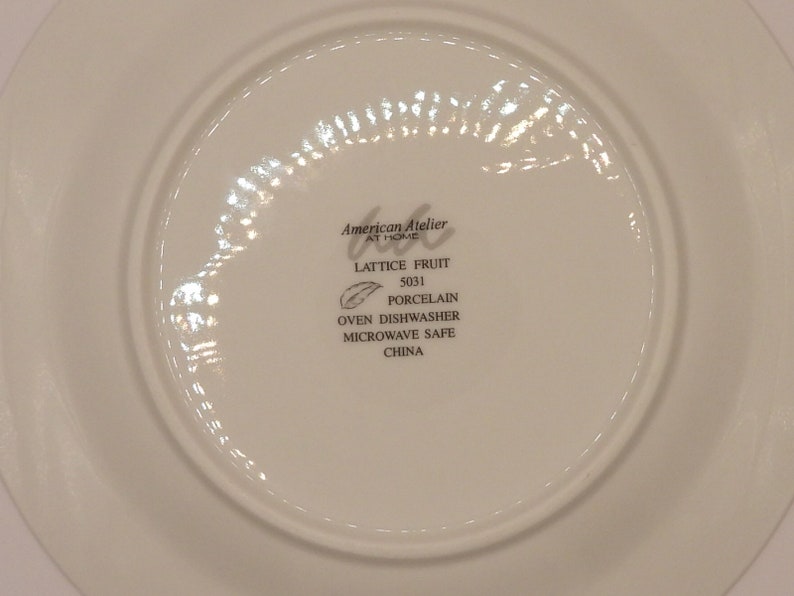 American Atelier
AT HOME
LATTICE FRUIT
5031
PORCELAIN
OVEN DISHWASHER
MICROWAVE SAFE
CHINA